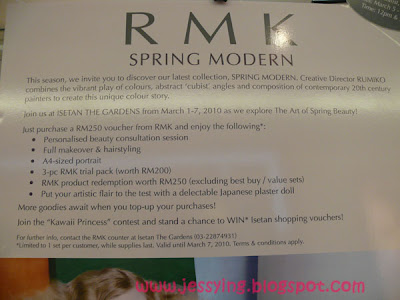 RMK
SPRING MODERN
This season, we invite you to discover our latest collection, SPRING MODERN. Creative Director RUMIKO
combines the vibrant play of colours, abstract 'cubist' angles and composition of contemporary 20th century
painters to create this unique colour story.
Join us at ISETAN THE GARDENS from March 1-7, 2010 as we explore The Art of Spring Beauty!
Just purchase a RM250 voucher from RMK and enjoy the following*:
• Personalised beauty consultation session
• Full makeover & hairstyling
• A4-sized portrait
• 3-pc RMK trial pack (worth RM200)
• RMK product redemption worth RM250 (excluding best buy / value sets)
• Put your artistic flair to the test with a delectable Japanese plaster doll
More goodies await when you top-up your purchases!
Join the "Kawaii Princess" contest and stand a chance to WIN* Isetan shopping vouchers!
For further info, contact the RMK counter at Isetan The Gardens (03-22874931)
*Limited to 1 set per customer, while supplies last. Valid until March 7, 2010. Terms & conditions apply.
www.jessying.blogspot.com